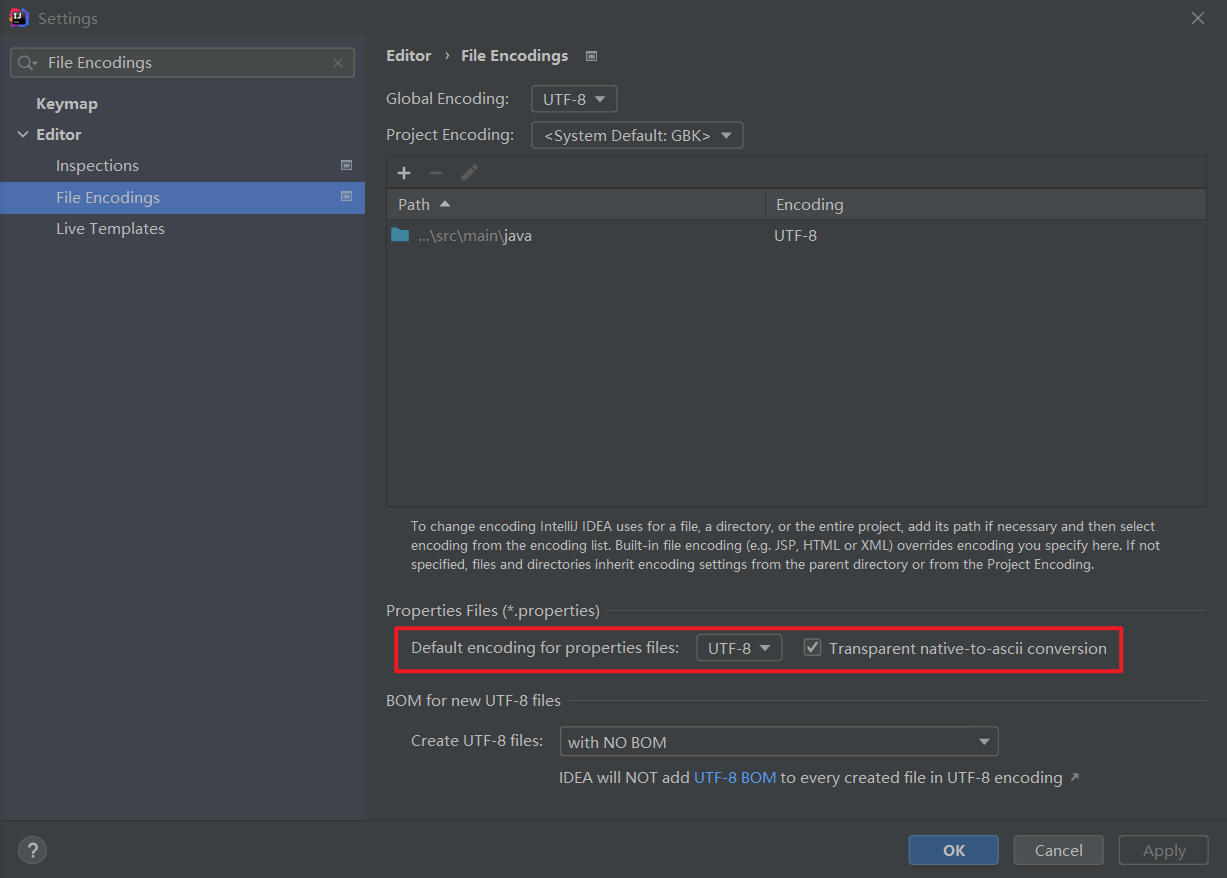 Settings
File Encodings
Keymap
Editor
Inspections
File Encodings
Live Templates
Editor › File Encodings
Global Encoding: UTF-8
Project Encoding: <System Default: GBK>
Path Encoding
...\src\main\java UTF-8
To change encoding IntelliJ IDEA uses for a file, a directory, or the entire project, add its path if necessary and then select
encoding from the encoding list. Built-in file encoding (e.g. JSP, HTML or XML) overrides encoding you specify here. If not
specified, files and directories inherit encoding settings from the parent directory or from the Project Encoding.
Properties Files (*.properties)
Default encoding for properties files: UTF-8 Transparent native-to-ascii conversion
BOM for new UTF-8 files
Create UTF-8 files: with NO BOM
IDEA will NOT add UTF-8 BOM to every created file in UTF-8 encoding ↗
? OK Cancel Apply